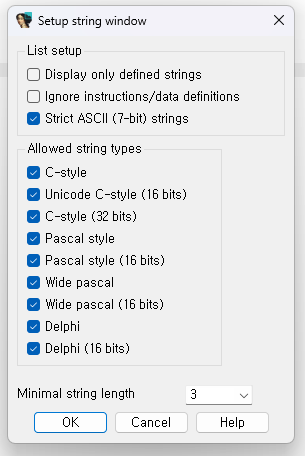 Setup string window
List setup
Display only defined strings
Ignore instructions/data definitions
Strict ASCII (7-bit) strings
Allowed string types
C-style
Unicode C-style (16 bits)
C-style (32 bits)
Pascal style
Pascal style (16 bits)
Wide pascal
Wide pascal (16 bits)
Delphi
Delphi (16 bits)
Minimal string length 3
OK Cancel Help